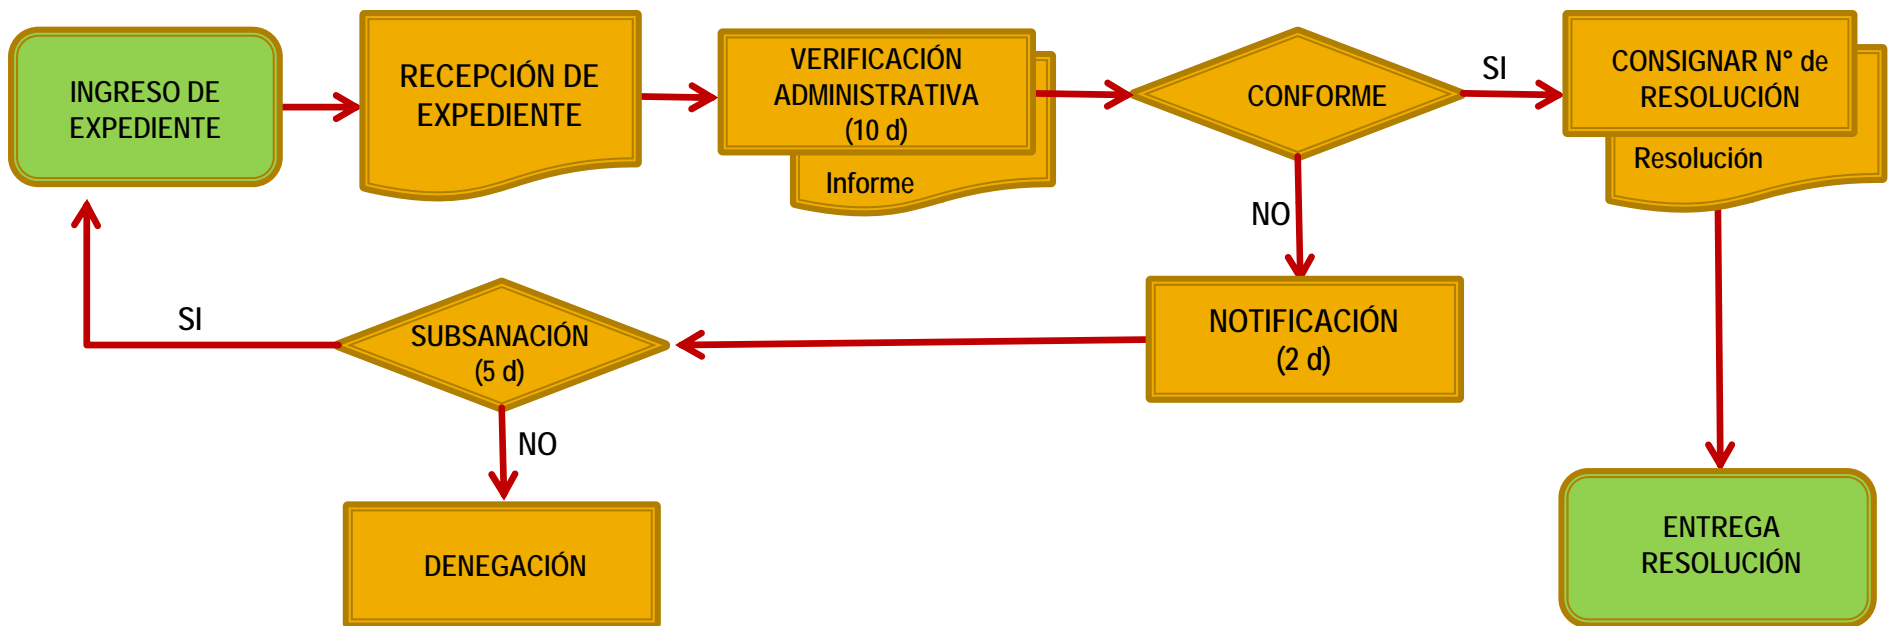 INGRESO DE
EXPEDIENTE
RECEPCIÓN DE
EXPEDIENTE
VERIFICACIÓN
ADMINISTRATIVA
(10 d)
Informe
CONFORME
SI
CONSIGNAR N° de
RESOLUCIÓN
Resolución
NO
NOTIFICACIÓN
(2 d)
SUBSANACIÓN
(5 d)
SI
NO
DENEGACIÓN
ENTREGA
RESOLUCIÓN